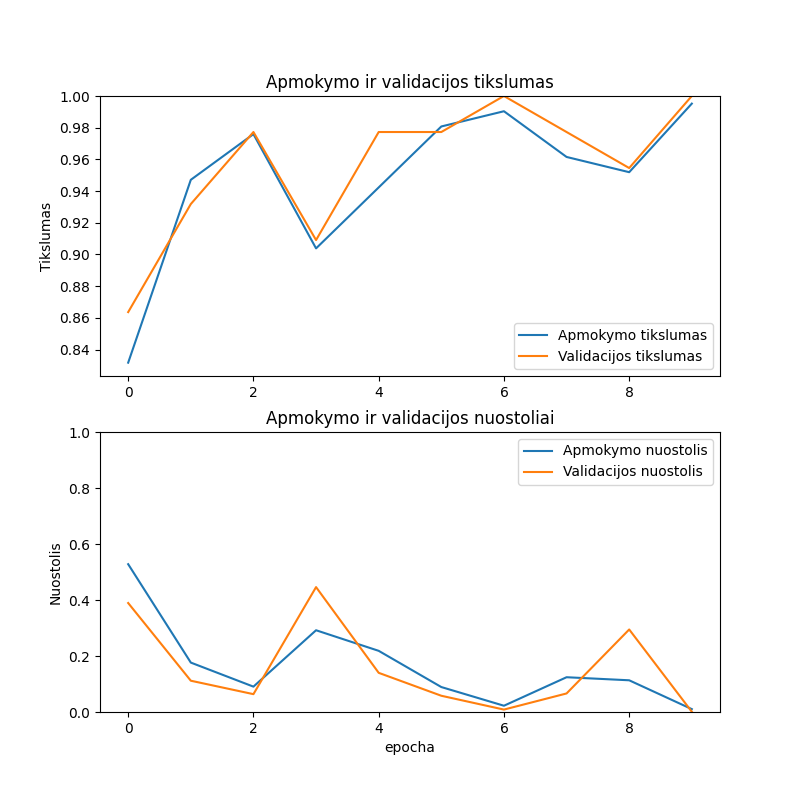 Apmokymo ir validacijos tikslumas
1.00
0.98
0.96
0.94
0.92
0.90
0.88
0.86
0.84
Tikslumas
Apmokymo tikslumas
Validacijos tikslumas
0 2 4 6 8
Apmokymo ir validacijos nuostoliai
1.0
0.8
0.6
0.4
0.2
0.0
Nuostolis
Apmokymo nuostolis
Validacijos nuostolis
0 2 4 6 8
epocha